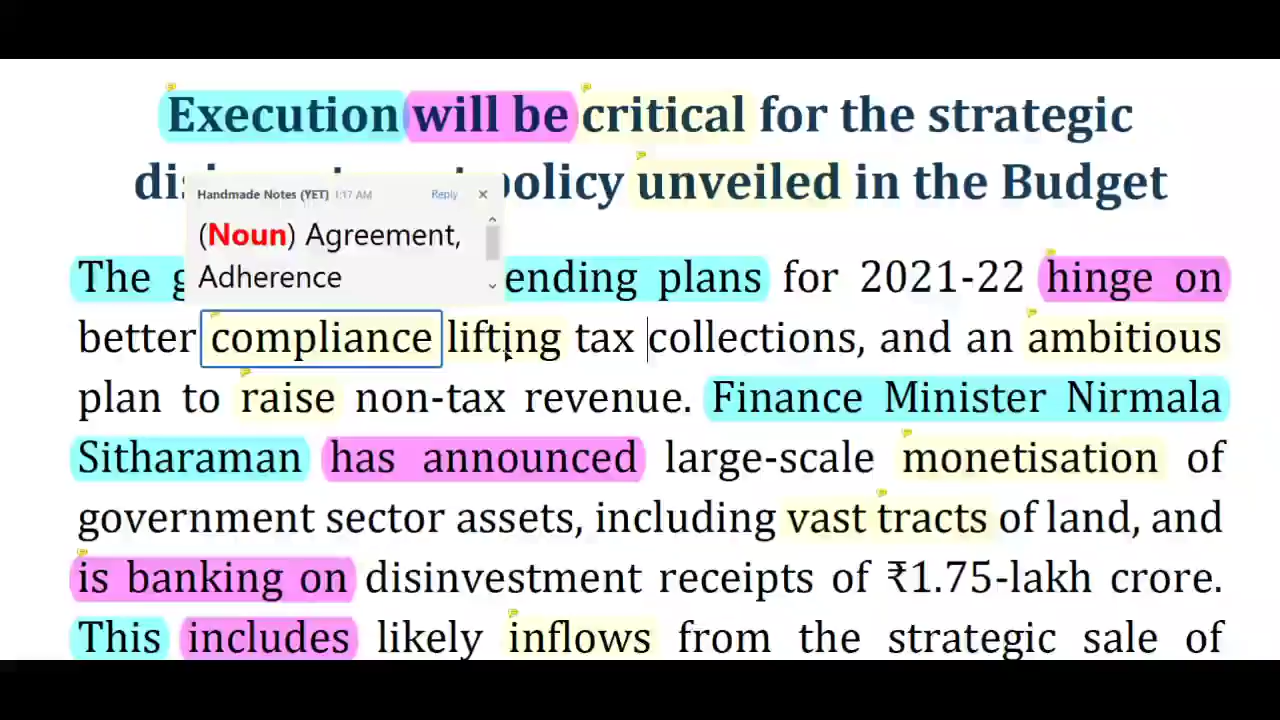 Execution will be critical for the strategic
policy unveiled in the Budget
Handmade Notes (YET) 1:17 AM Reply
(Noun) Agreement,
Adherence
The ending plans for 2021-22 hinge on
better compliance lifting tax collections, and an ambitious
plan to raise non-tax revenue. Finance Minister Nirmala
Sitharaman has announced large-scale monetisation of
government sector assets, including vast tracts of land, and
is banking on disinvestment receipts of ₹1.75-lakh crore.
This includes likely inflows from the strategic sale of